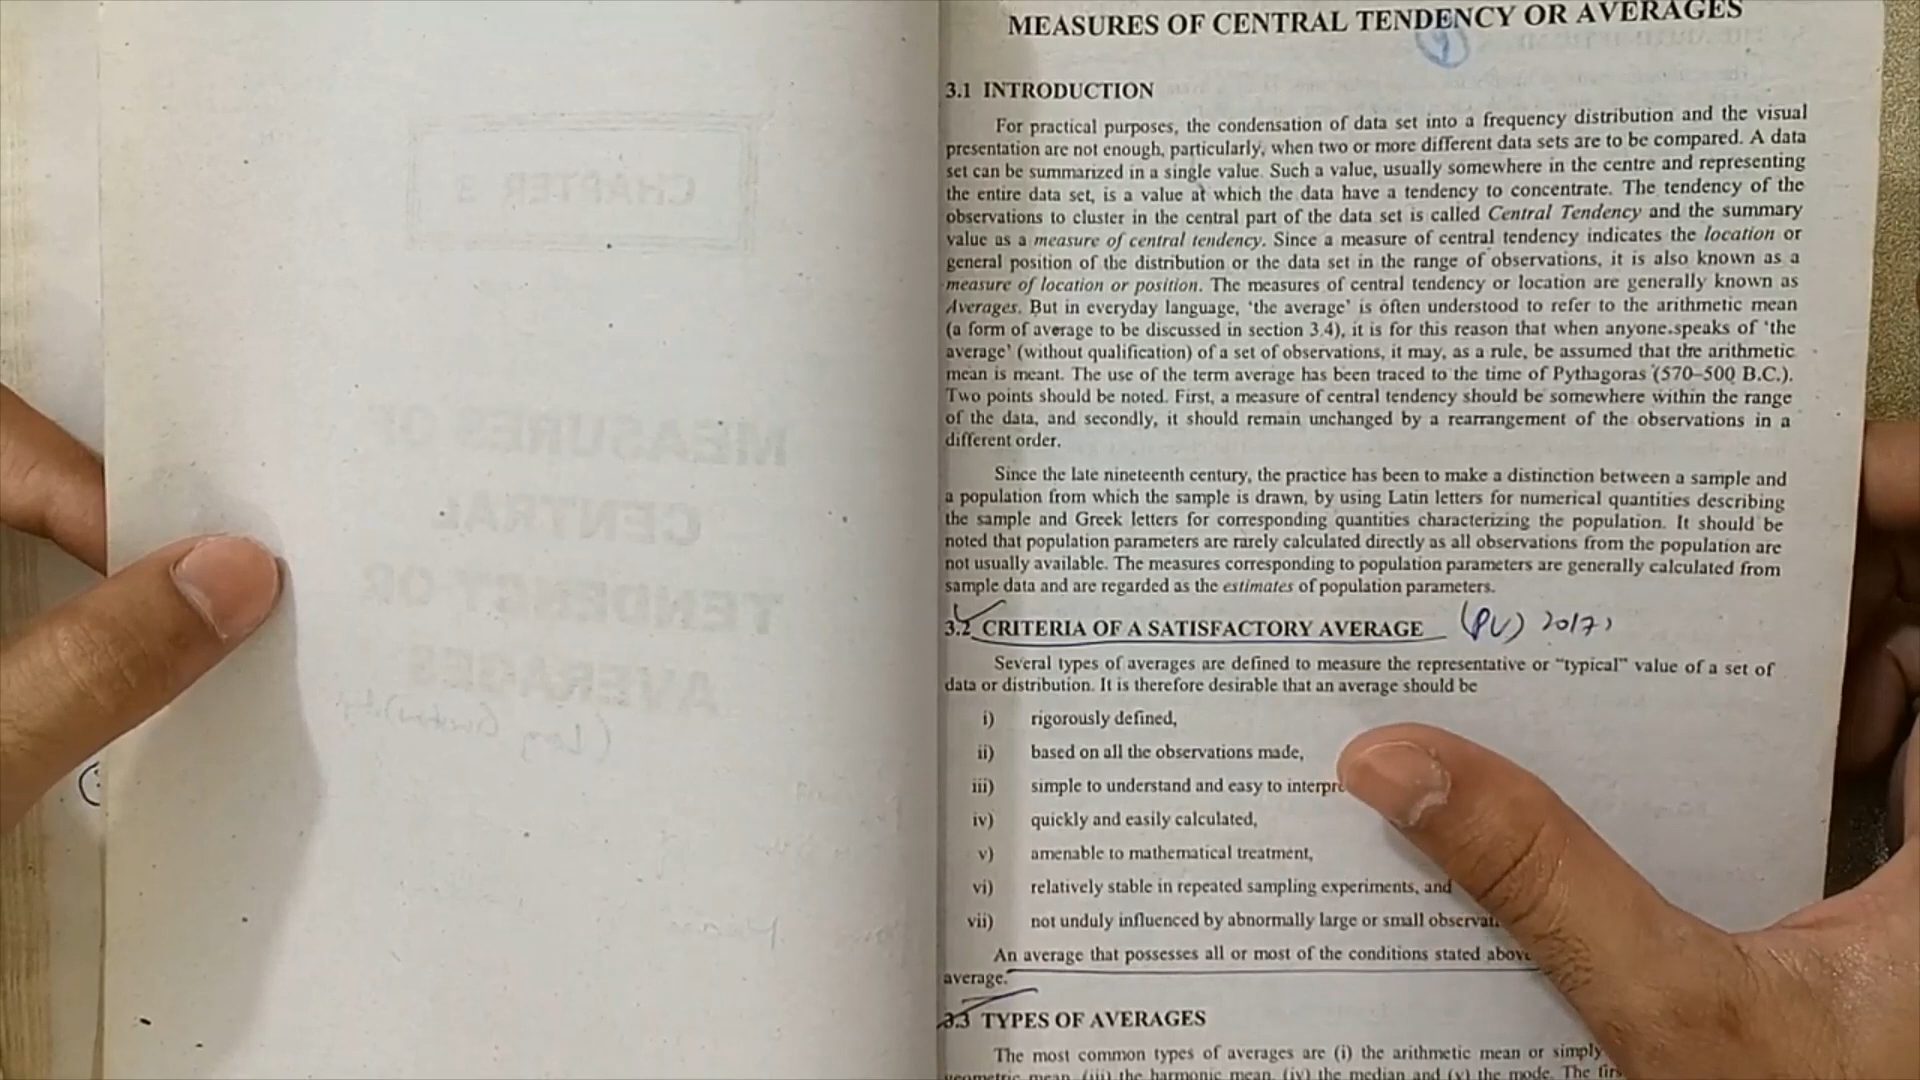 MEASURES OF CENTRAL TENDENCY OR AVERAGES
3.1 INTRODUCTION
For practical purposes, the condensation of data set into a frequency distribution and the visual
presentation are not enough, particularly, when two or more different data sets are to be compared. A data
set can be summarized in a single value. Such a value, usually somewhere in the centre and representing
the entire data set, is a value at which the data have a tendency to concentrate. The tendency of the
observations to cluster in the central part of the data set is called Central Tendency and the summary
value as a measure of central tendency. Since a measure of central tendency indicates the location or
general position of the distribution or the data set in the range of observations, it is also known as a
measure of location or position. The measures of central tendency or location are generally known as
Averages. But in everyday language, ‘the average’ is often understood to refer to the arithmetic mean
(a form of average to be discussed in section 3.4), it is for this reason that when anyone speaks of ‘the
average’ (without qualification) of a set of observations, it may, as a rule, be assumed that the arithmetic
mean is meant. The use of the term average has been traced to the time of Pythagoras (570–500 B.C.).
Two points should be noted. First, a measure of central tendency should be somewhere within the range
of the data, and secondly, it should remain unchanged by a rearrangement of the observations in a
different order.
Since the late nineteenth century, the practice has been to make a distinction between a sample and
a population from which the sample is drawn, by using Latin letters for numerical quantities describing
the sample and Greek letters for corresponding quantities characterizing the population. It should be
noted that population parameters are rarely calculated directly as all observations from the population are
not usually available. The measures corresponding to population parameters are generally calculated from
sample data and are regarded as the estimates of population parameters.
3.2 CRITERIA OF A SATISFACTORY AVERAGE (PU) 2017,
Several types of averages are defined to measure the representative or “typical” value of a set of
data or distribution. It is therefore desirable that an average should be
i) rigorously defined,
ii) based on all the observations made,
iii) simple to understand and easy to
iv) quickly and easily calculated,
v) amenable to mathematical treatment,
vi) relatively stable in repeated sampling experiments, and
vii) not unduly influenced by abnormally large or small
An average that possesses all or most of the conditions stated above
average.
3.3 TYPES OF AVERAGES
The most common types of averages are (i) the arithmetic mean or simply
geometric mean, (iii) the harmonic mean, (iv) the median and (v) the mode. The